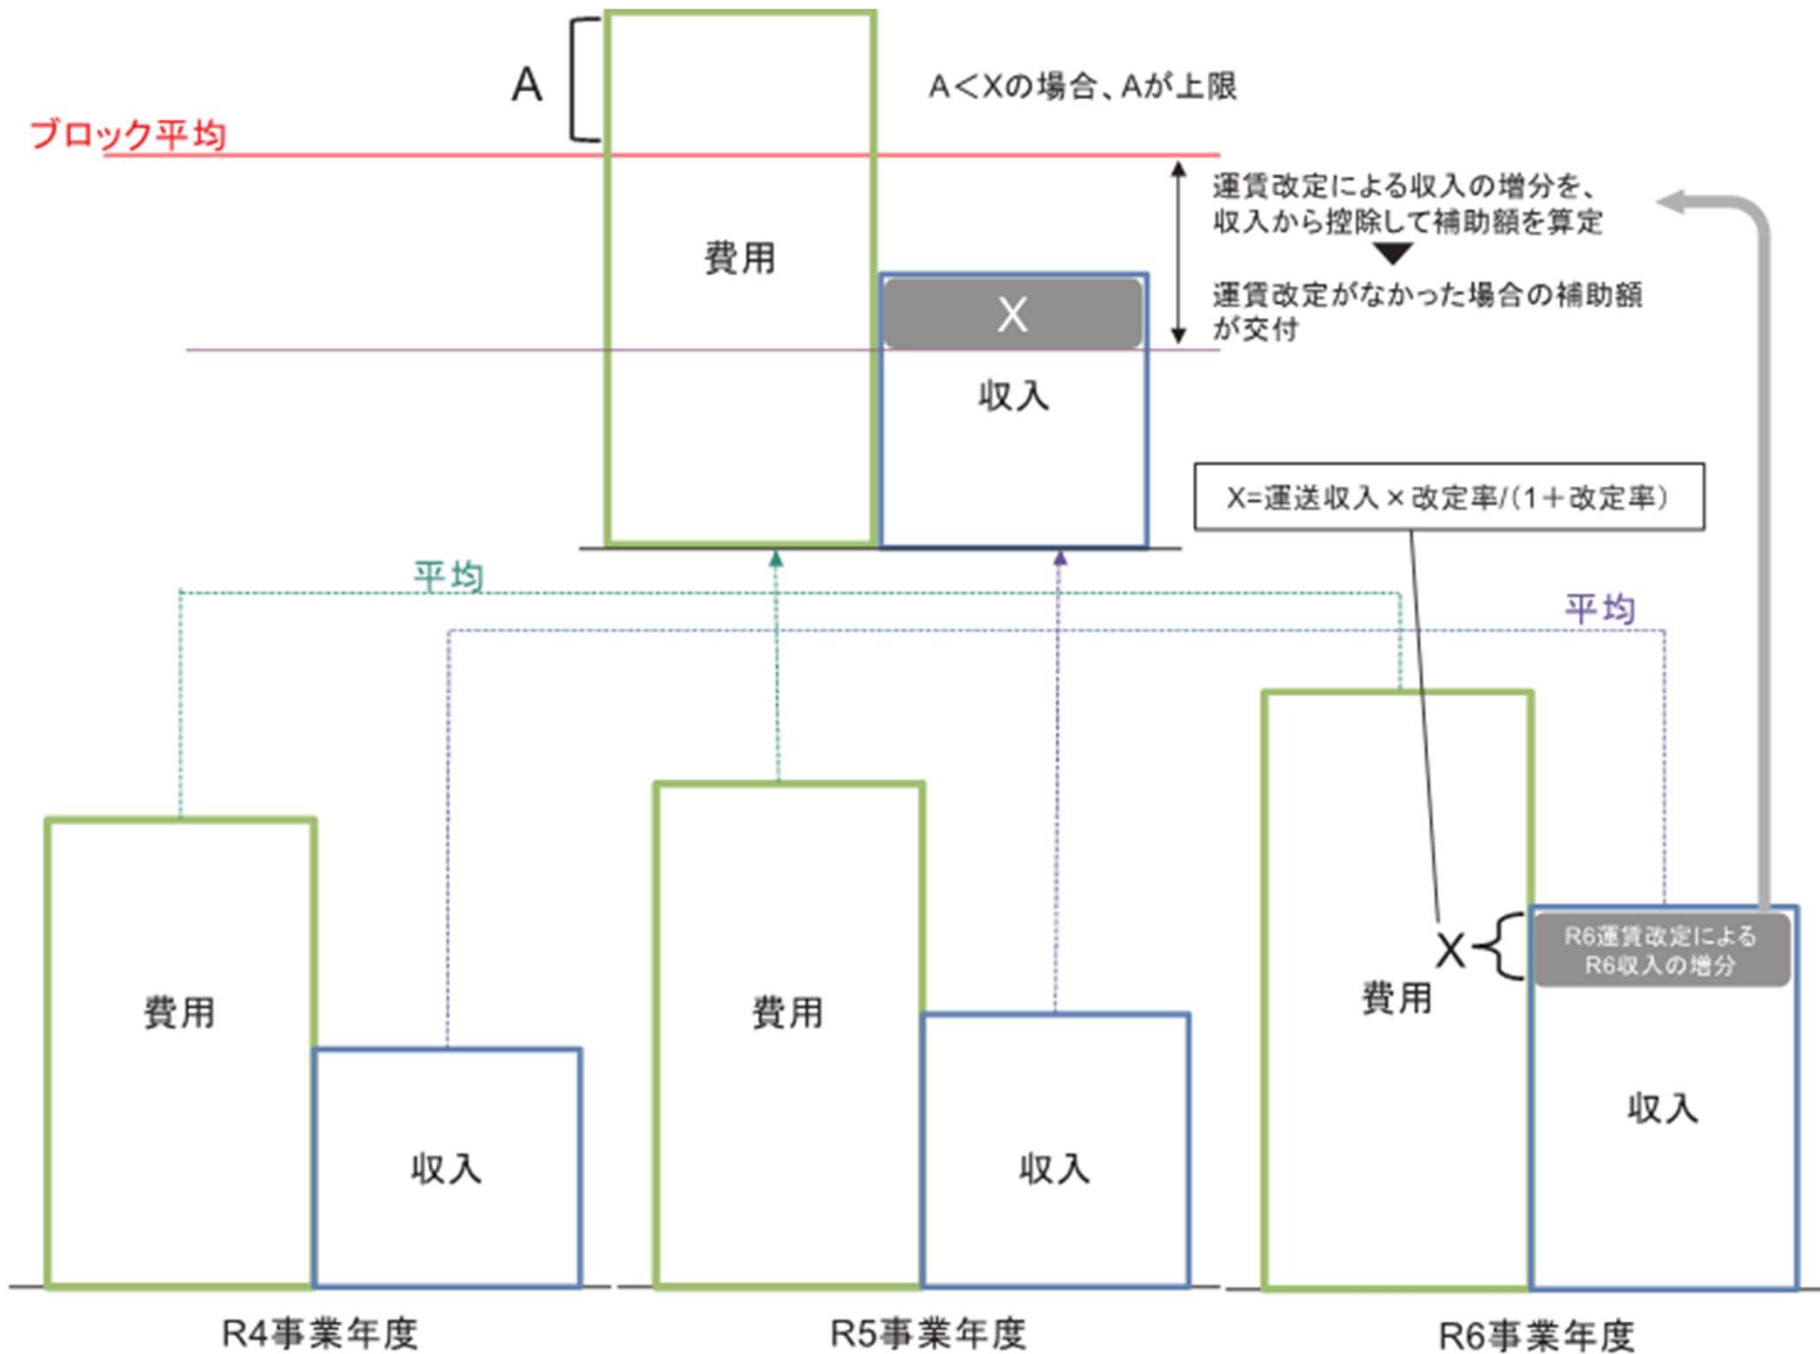 A
A＜Xの場合、Aが上限
ブロック平均
運賃改定による収入の増分を、
収入から控除して補助額を算定
運賃改定がなかった場合の補助額
が交付
費用
X
収入
X=運送収入×改定率/(1＋改定率)
平均
平均
費用
収入
費用
収入
X
費用
R6運賃改定による
R6収入の増分
収入
R4事業年度
R5事業年度
R6事業年度